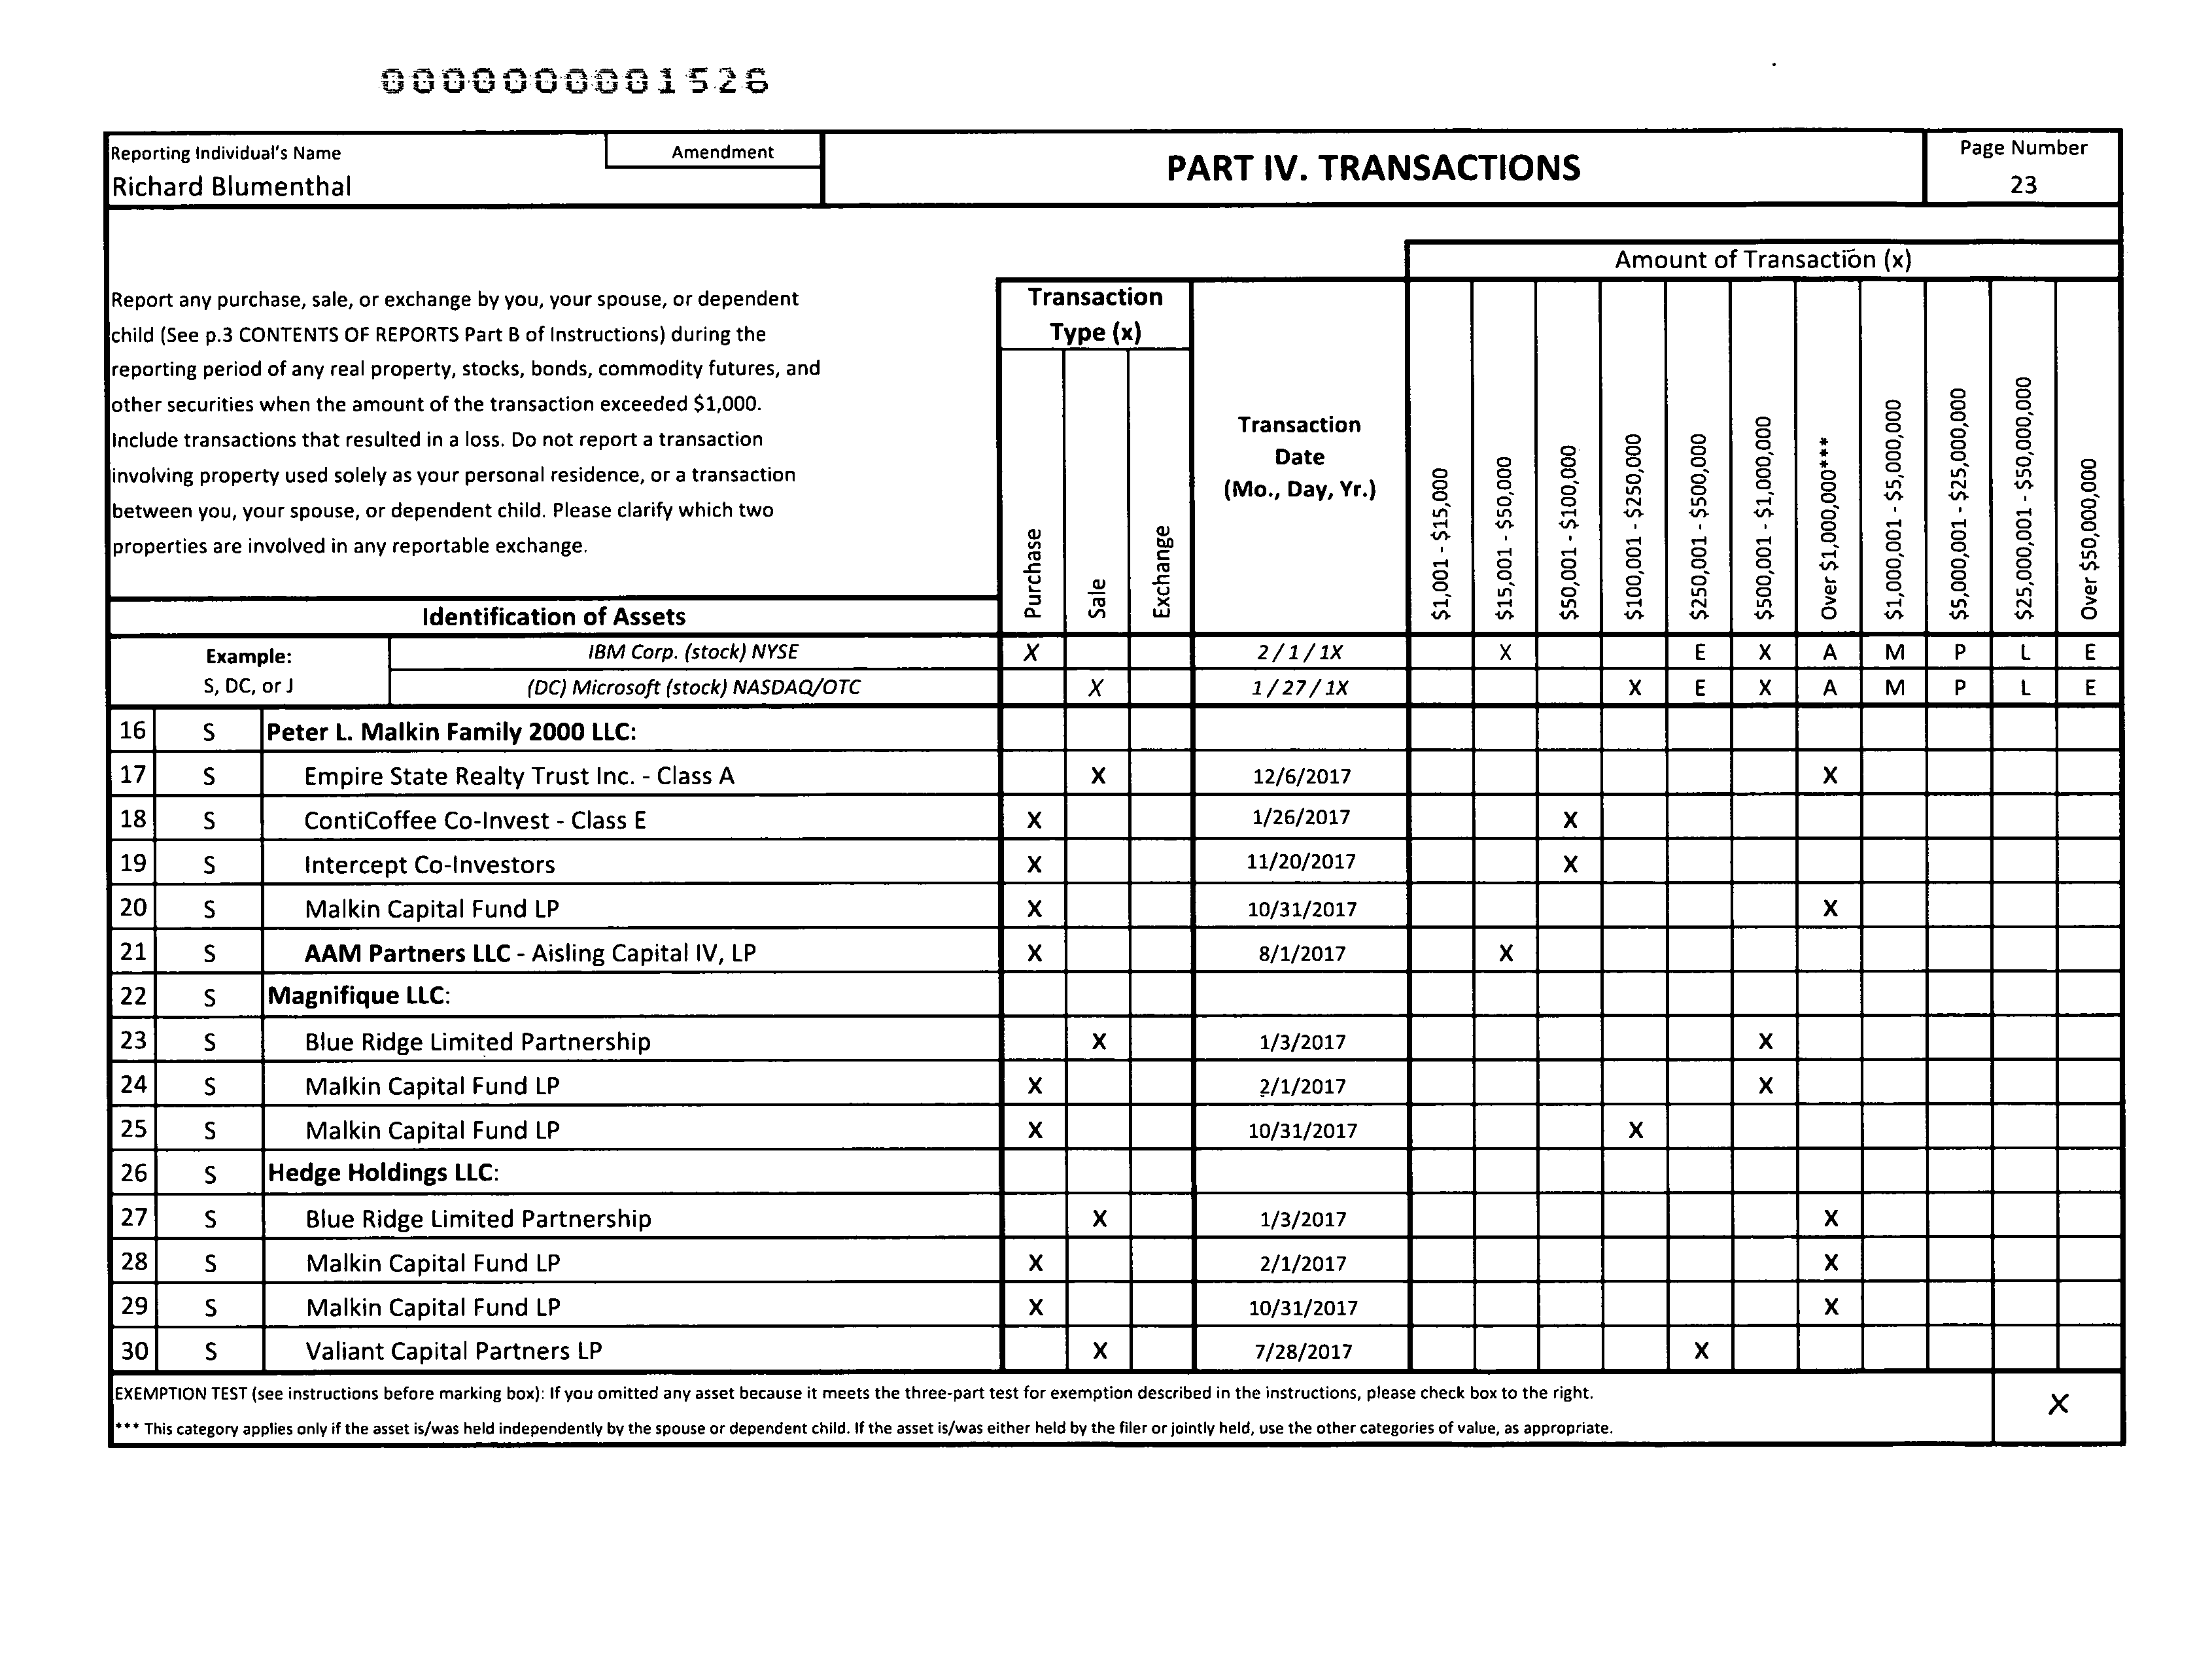 0000000001526
Reporting Individual's Name
Amendment
Richard Blumenthal
PART IV. TRANSACTIONS
Page Number
23
Report any purchase, sale, or exchange by you, your spouse, or dependent
child (See p.3 CONTENTS OF REPORTS Part B of Instructions) during the
reporting period of any real property, stocks, bonds, commodity futures, and
other securities when the amount of the transaction exceeded $1,000.
Include transactions that resulted in a loss. Do not report a transaction
involving property used solely as your personal residence, or a transaction
between you, your spouse, or dependent child. Please clarify which two
properties are involved in any reportable exchange.
Identification of Assets
Transaction
Type (x)
Purchase
Sale
Exchange
Transaction
Date
(Mo., Day, Yr.)
Amount of Transaction (x)
$1,001 - $15,000
$15,001 - $50,000
$50,001 - $100,000
$100,001 - $250,000
$250,001 - $500,000
$500,001 - $1,000,000
Over $1,000,000***
$1,000,001 - $5,000,000
$5,000,001 - $25,000,000
$25,000,001 - $50,000,000
Over $50,000,000
Example:
S, DC, or J
IBM Corp. (stock) NYSE X 2 / 1 / 1X X E X A M P L E
(DC) Microsoft (stock) NASDAQ/OTC X 1 / 27 / 1X X E X A M P L E
16 S Peter L. Malkin Family 2000 LLC:
17 S Empire State Realty Trust Inc. - Class A X 12/6/2017 X
18 S ContiCoffee Co-Invest - Class E X 1/26/2017 X
19 S Intercept Co-Investors X 11/20/2017 X
20 S Malkin Capital Fund LP X 10/31/2017 X
21 S AAM Partners LLC - Aisling Capital IV, LP X 8/1/2017 X
22 S Magnifique LLC:
23 S Blue Ridge Limited Partnership X 1/3/2017 X
24 S Malkin Capital Fund LP X 2/1/2017 X
25 S Malkin Capital Fund LP X 10/31/2017 X
26 S Hedge Holdings LLC:
27 S Blue Ridge Limited Partnership X 1/3/2017 X
28 S Malkin Capital Fund LP X 2/1/2017 X
29 S Malkin Capital Fund LP X 10/31/2017 X
30 S Valiant Capital Partners LP X 7/28/2017 X
EXEMPTION TEST (see instructions before marking box): If you omitted any asset because it meets the three-part test for exemption described in the instructions, please check box to the right.
X
*** This category applies only if the asset is/was held independently by the spouse or dependent child. If the asset is/was either held by the filer or jointly held, use the other categories of value, as appropriate.